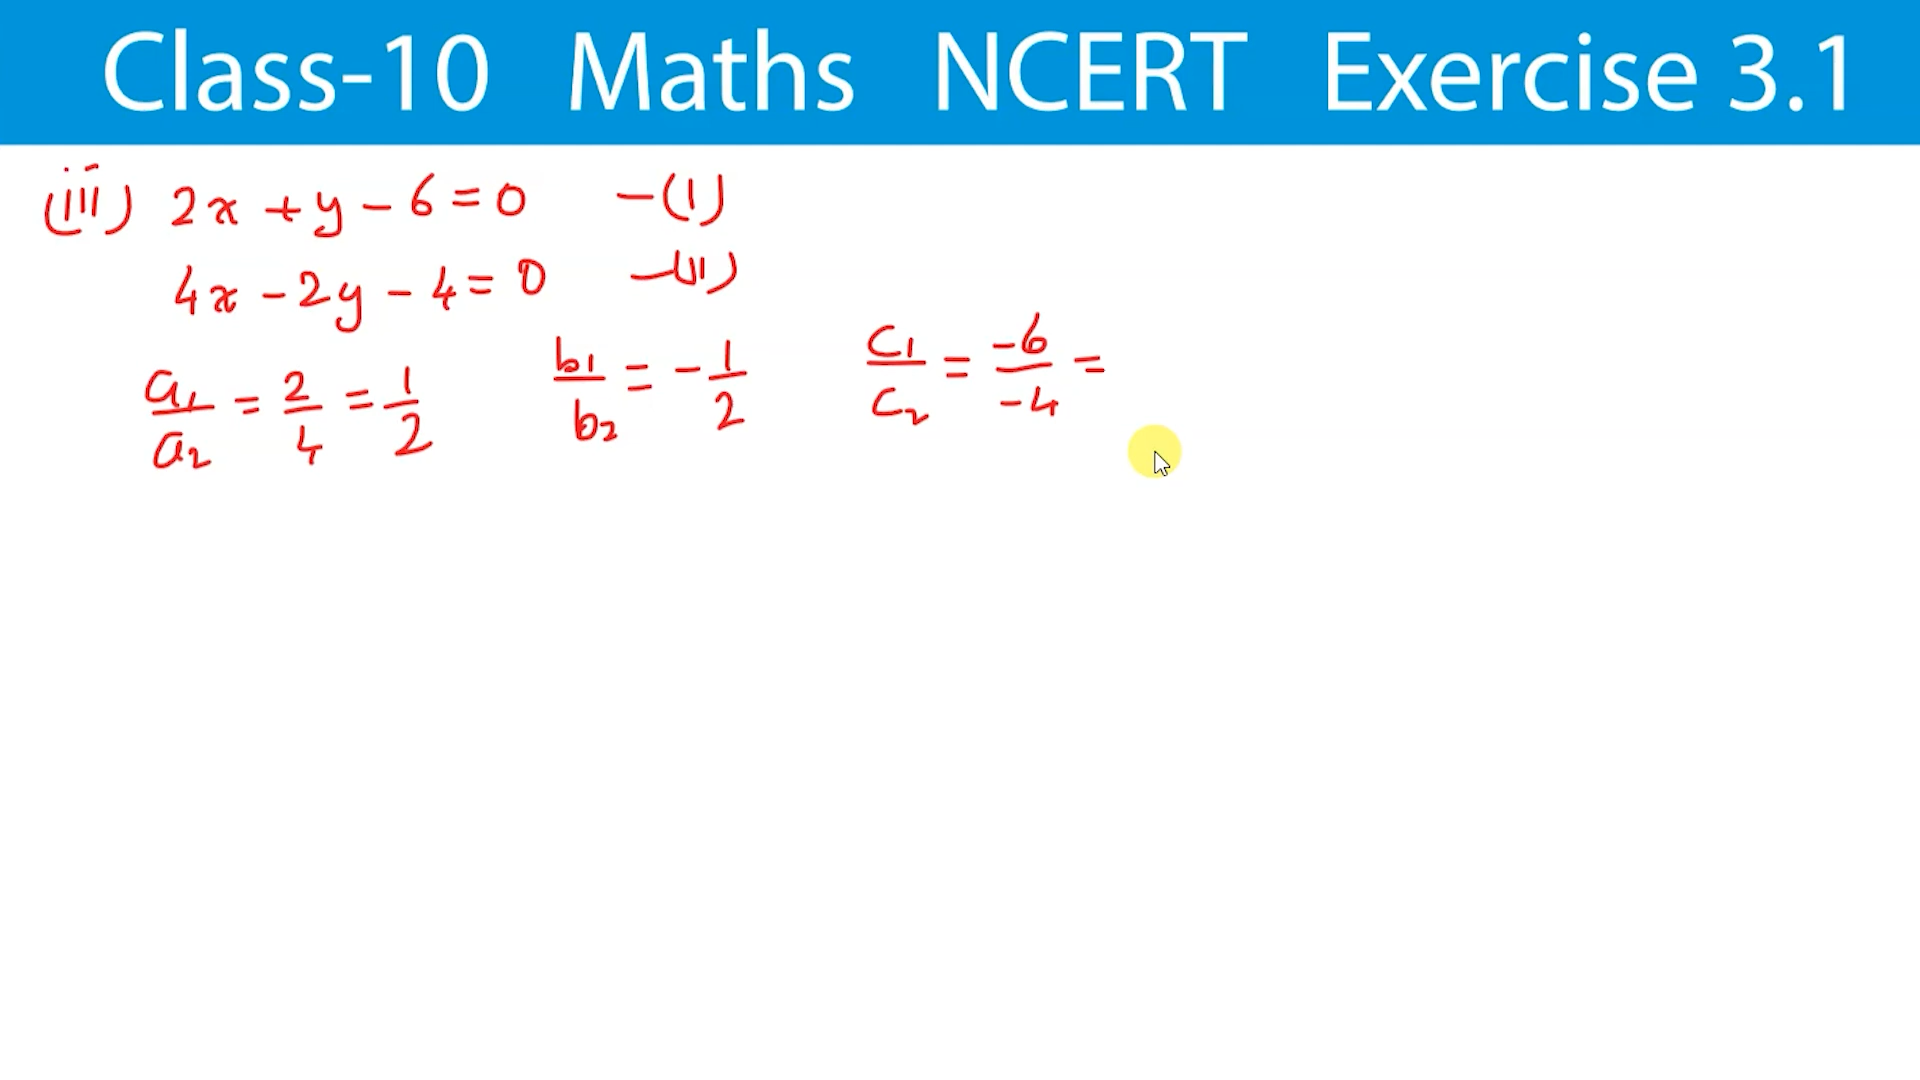 Class-10 Maths NCERT Exercise 3.1
(iii) 2x + y - 6 = 0 -(i)
4x - 2y - 4 = 0 -(ii)
a1/a2 = 2/4 = 1/2 b1/b2 = -1/2 c1/c2 = -6/-4 =